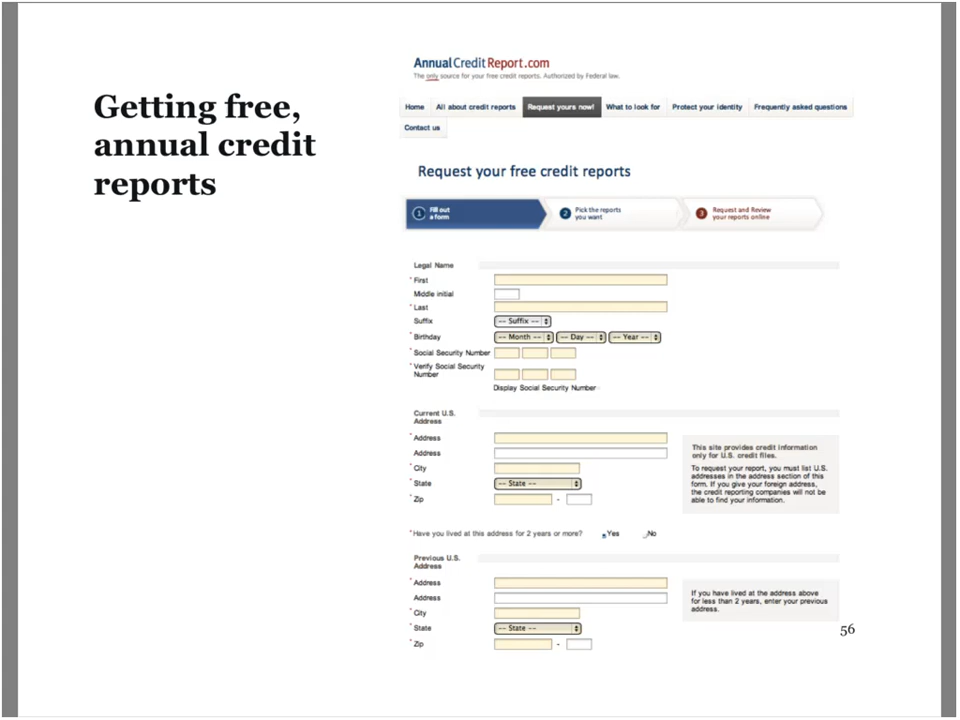 Getting free,
annual credit
reports
AnnualCreditReport.com
The only source for your free credit reports. Authorized by Federal law.
Home All about credit reports Request yours now! What to look for Protect your identity Frequently asked questions
Contact us
Request your free credit reports
1 Fill out
a form
2 Pick the reports
you want
3 Request and Review
your reports online
Legal Name
* First
Middle initial
* Last
Suffix -- Suffix --
* Birthday -- Month -- -- Day -- -- Year --
* Social Security Number
* Verify Social Security
Number
Display Social Security Number
Current U.S.
Address
* Address
Address
* City
* State -- State --
* Zip -
This site provides credit information
only for U.S. credit files.
To request your report, you must list U.S.
addresses in the address section of this
form. If you give your foreign address,
the credit reporting companies will not be
able to find your information.
* Have you lived at this address for 2 years or more? Yes No
Previous U.S.
Address
* Address
Address
* City
* State -- State --
* Zip -
If you have lived at the address above
for less than 2 years, enter your previous
address.
56